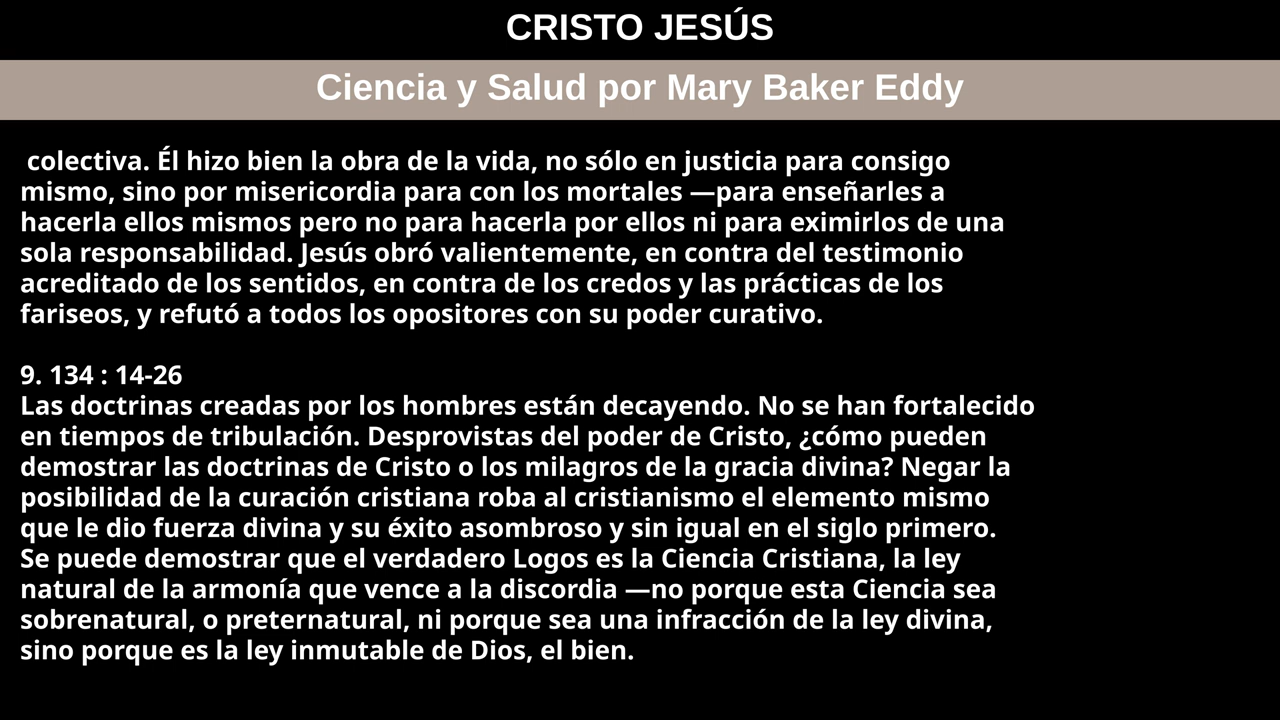 CRISTO JESÚS
Ciencia y Salud por Mary Baker Eddy
colectiva. Él hizo bien la obra de la vida, no sólo en justicia para consigo
mismo, sino por misericordia para con los mortales —para enseñarles a
hacerla ellos mismos pero no para hacerla por ellos ni para eximirlos de una
sola responsabilidad. Jesús obró valientemente, en contra del testimonio
acreditado de los sentidos, en contra de los credos y las prácticas de los
fariseos, y refutó a todos los opositores con su poder curativo.
9. 134 : 14-26
Las doctrinas creadas por los hombres están decayendo. No se han fortalecido
en tiempos de tribulación. Desprovistas del poder de Cristo, ¿cómo pueden
demostrar las doctrinas de Cristo o los milagros de la gracia divina? Negar la
posibilidad de la curación cristiana roba al cristianismo el elemento mismo
que le dio fuerza divina y su éxito asombroso y sin igual en el siglo primero.
Se puede demostrar que el verdadero Logos es la Ciencia Cristiana, la ley
natural de la armonía que vence a la discordia —no porque esta Ciencia sea
sobrenatural, o preternatural, ni porque sea una infracción de la ley divina,
sino porque es la ley inmutable de Dios, el bien.